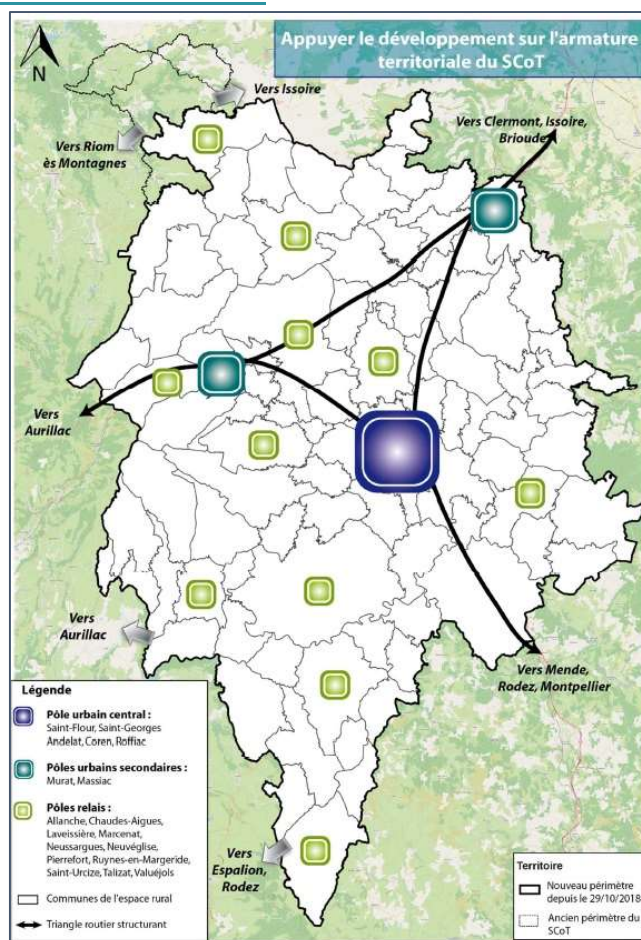 Appuyer le développement sur l'armature
territoriale du SCoT
N
Vers Issoire
Vers Riom
ès Montagnes
Vers Clermont, Issoire,
Brioude
Vers
Aurillac
Vers
Aurillac
Vers Mende,
Rodez, Montpellier
Vers
Espalion,
Rodez
Légende
Pôle urbain central :
Saint-Flour, Saint-Georges
Andelat, Coren, Roffiac
Pôles urbains secondaires :
Murat, Massiac
Pôles relais :
Allanche, Chaudes-Aigues,
Laveissière, Marcenat,
Neussargues, Neuvéglise,
Pierrefort, Ruynes-en-Margeride,
Saint-Urcize, Talizat, Valuéjols
Communes de l'espace rural
Triangle routier structurant
Territoire
Nouveau périmètre
depuis le 29/10/2018
Ancien périmètre du
SCoT